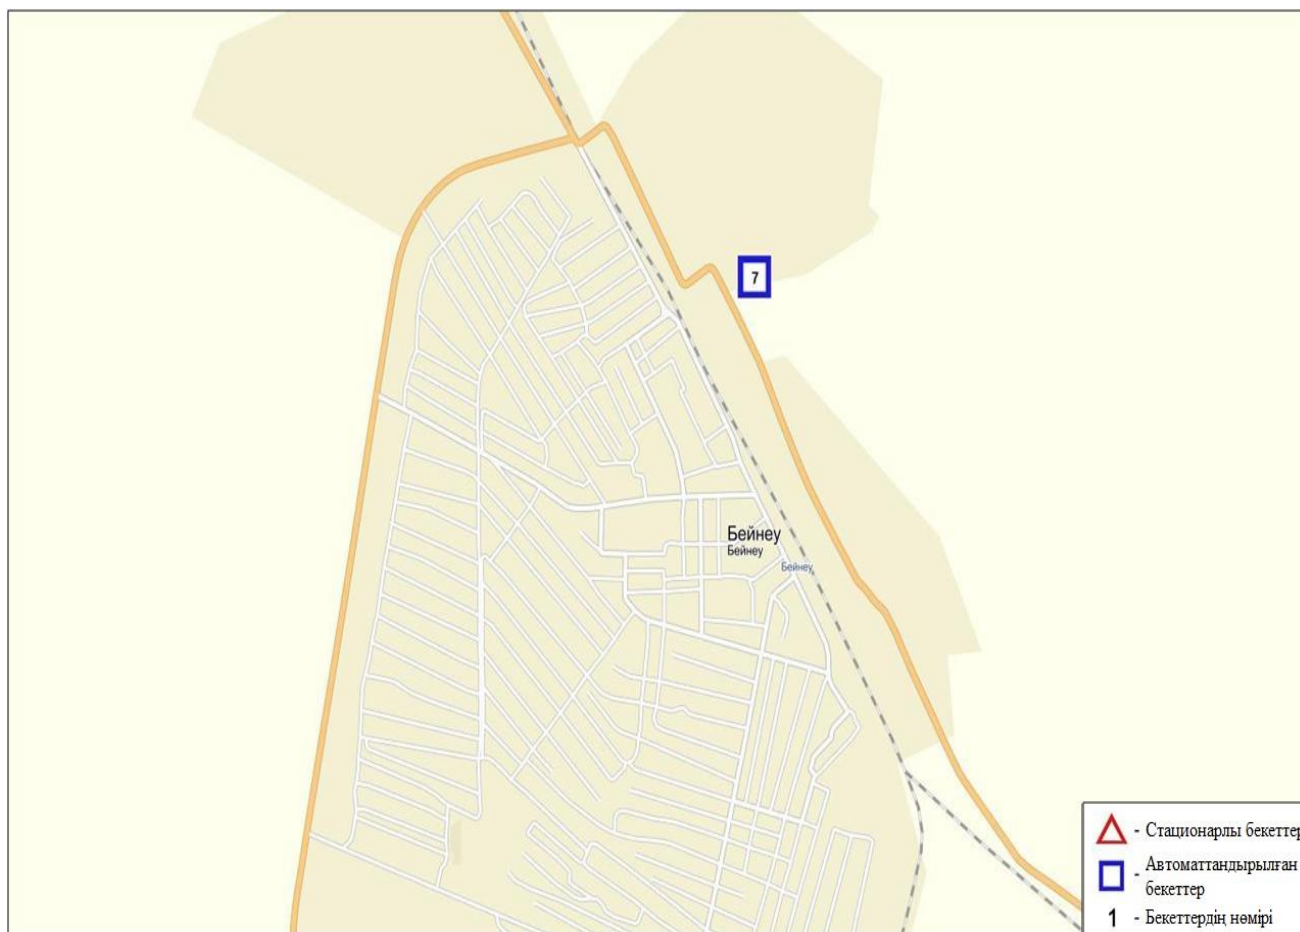 7
Бейнеу
Бейнеу
Бейнеу
- Стационарлы бекеттер
- Автоматтандырылған
бекеттер
1 - Бекеттердің нөмірі